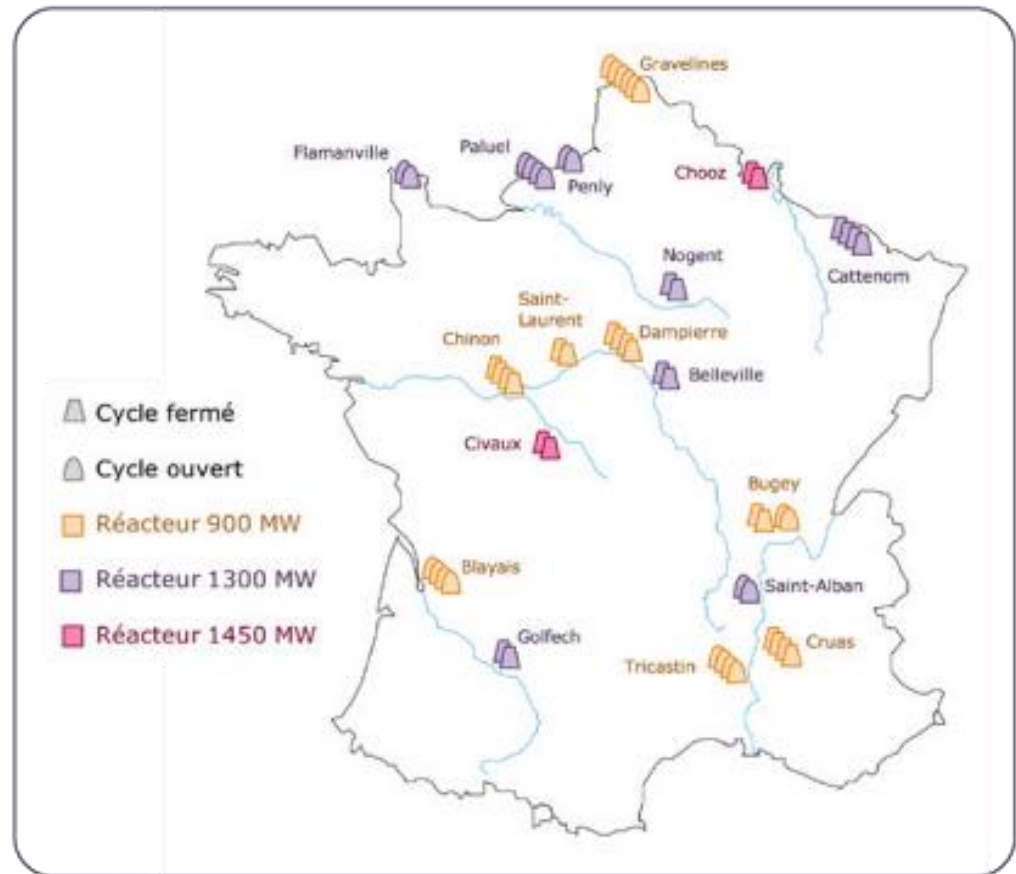 Gravelines
Flamanville
Paluel
Penly
Chooz
Cattenom
Nogent
Saint-
Laurent
Dampierre
Chinon
Belleville
Civaux
Cycle fermé
Cycle ouvert
Réacteur 900 MW
Réacteur 1300 MW
Réacteur 1450 MW
Bugey
Blayais
Saint-Alban
Golfech
Cruas
Tricastin